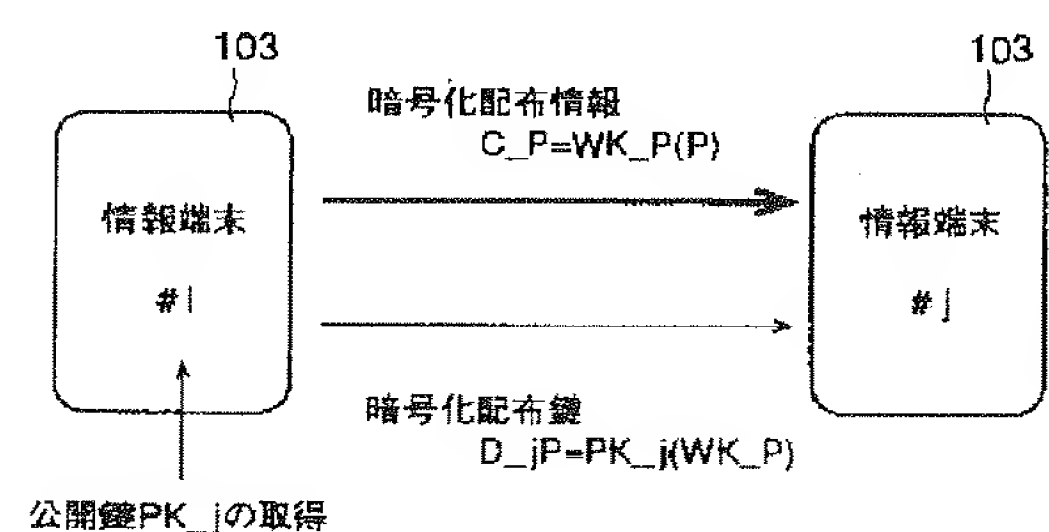 103
103
暗号化配布情報
C_P=WK_P(P)
情報端末
#i
情報端末
#j
暗号化配布鍵
D_jP=PK_j(WK_P)
公開鍵PK_jの取得